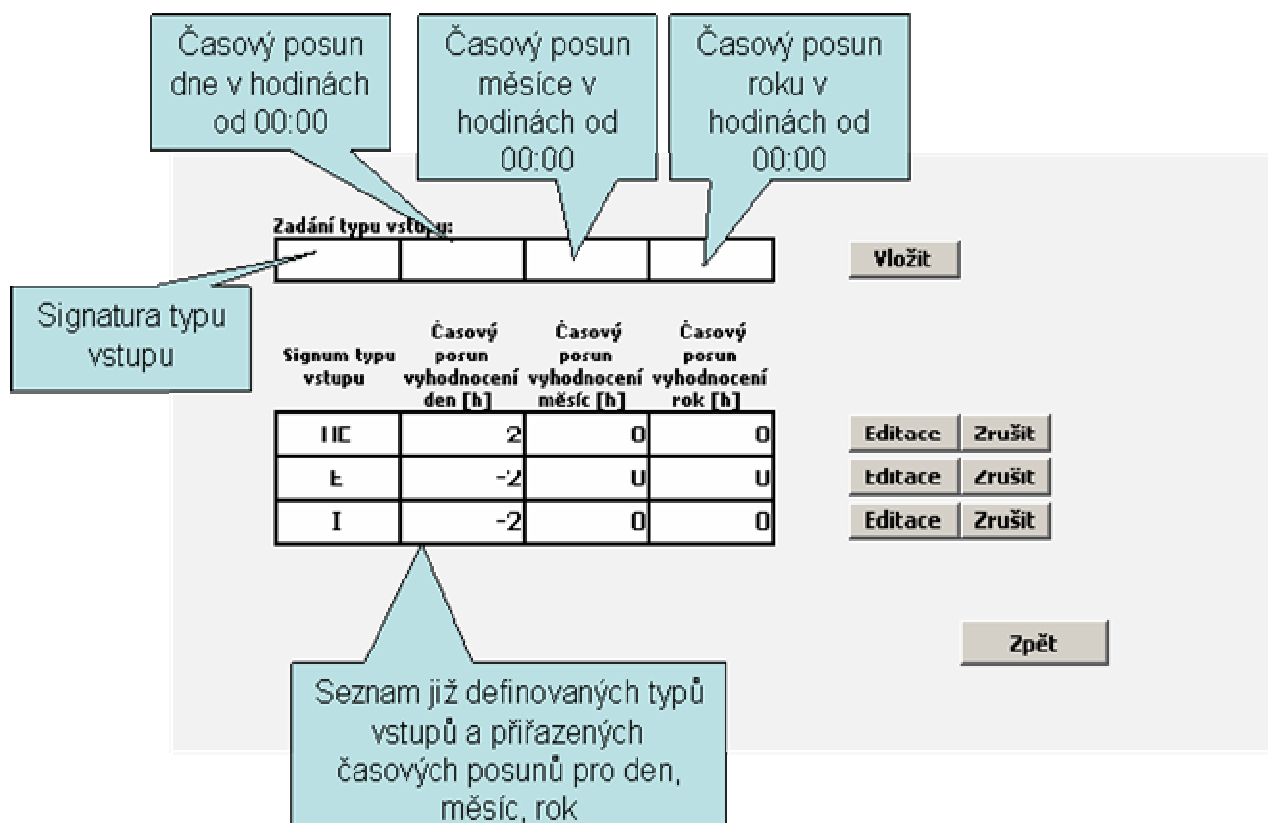 Časový posun
dne v hodinách
od 00:00
Časový posun
měsíce v
hodinách od
00:00
Časový posun
roku v
hodinách od
00:00
Zadání typu vstupu:
Vložit
Signatura typu
vstupu
Signum typu
vstupu
Časový
posun
vyhodnocení
den [h]
Časový
posun
vyhodnocení
měsíc [h]
Časový
posun
vyhodnocení
rok [h]
2 0 0 Editace Zrušit
-2 0 0 Editace Zrušit
I -2 0 0 Editace Zrušit
Zpět
Seznam již definovaných typů
vstupů a přiřazených
časových posunů pro den,
měsíc, rok